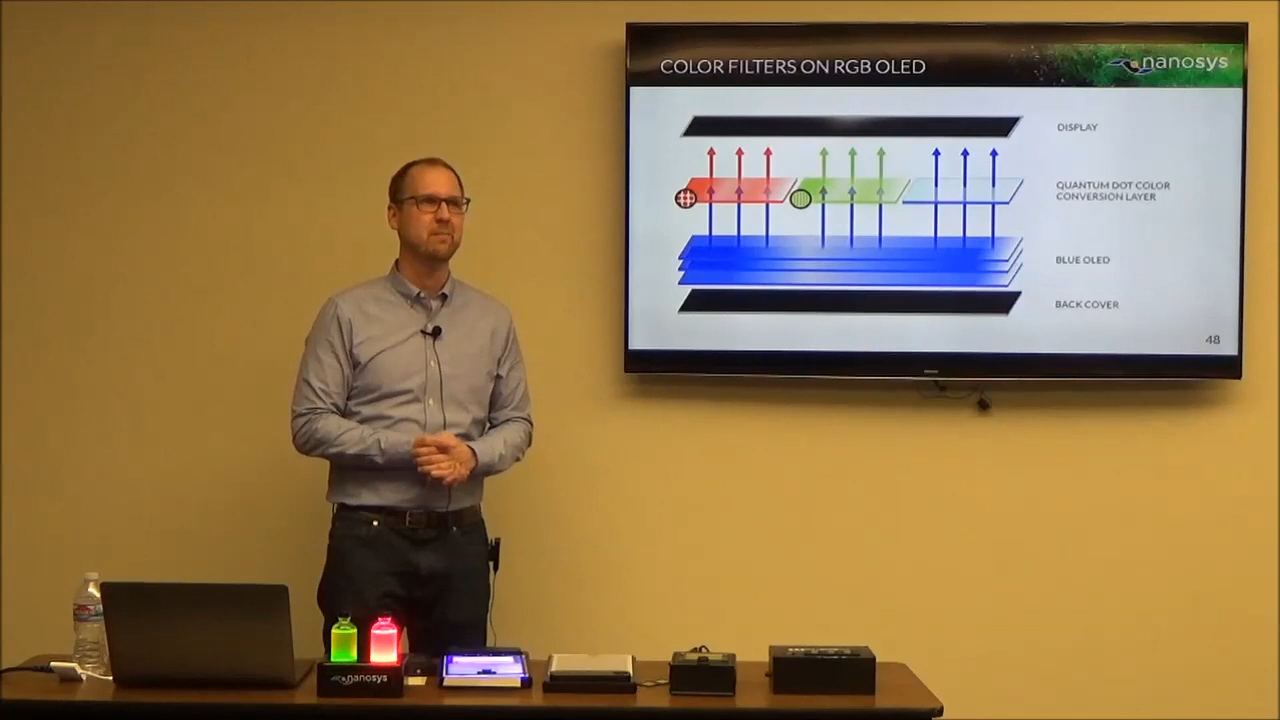 COLOR FILTERS ON RGB OLED
nanosys
DISPLAY
QUANTUM DOT COLOR
CONVERSION LAYER
BLUE OLED
BACK COVER
48
nanosys